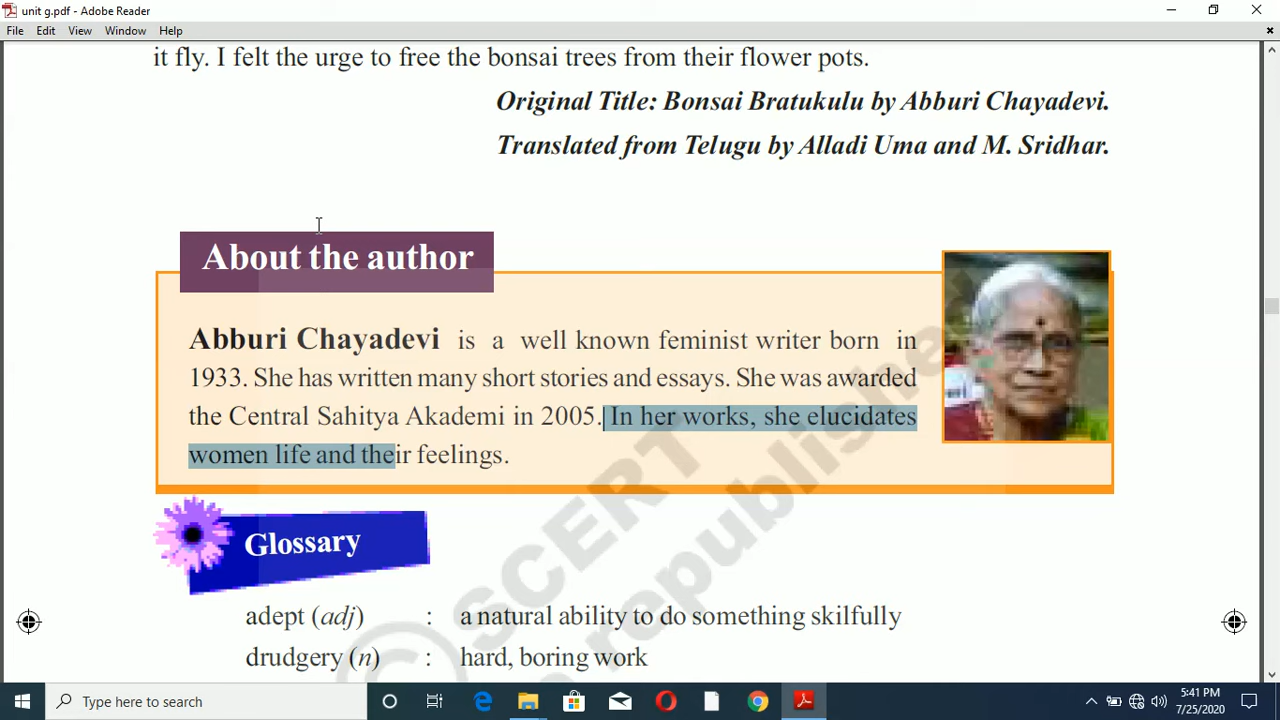 unit g.pdf - Adobe Reader
File Edit View Window Help
it fly. I felt the urge to free the bonsai trees from their flower pots.
Original Title: Bonsai Bratukulu by Abburi Chayadevi.
Translated from Telugu by Alladi Uma and M. Sridhar.
About the author
Abburi Chayadevi is a well known feminist writer born in
1933. She has written many short stories and essays. She was awarded
the Central Sahitya Akademi in 2005. In her works, she elucidates
women life and their feelings.
Glossary
adept (adj) : a natural ability to do something skilfully
drudgery (n) : hard, boring work
© SCERT
republished
Type here to search
5:41 PM
7/25/2020